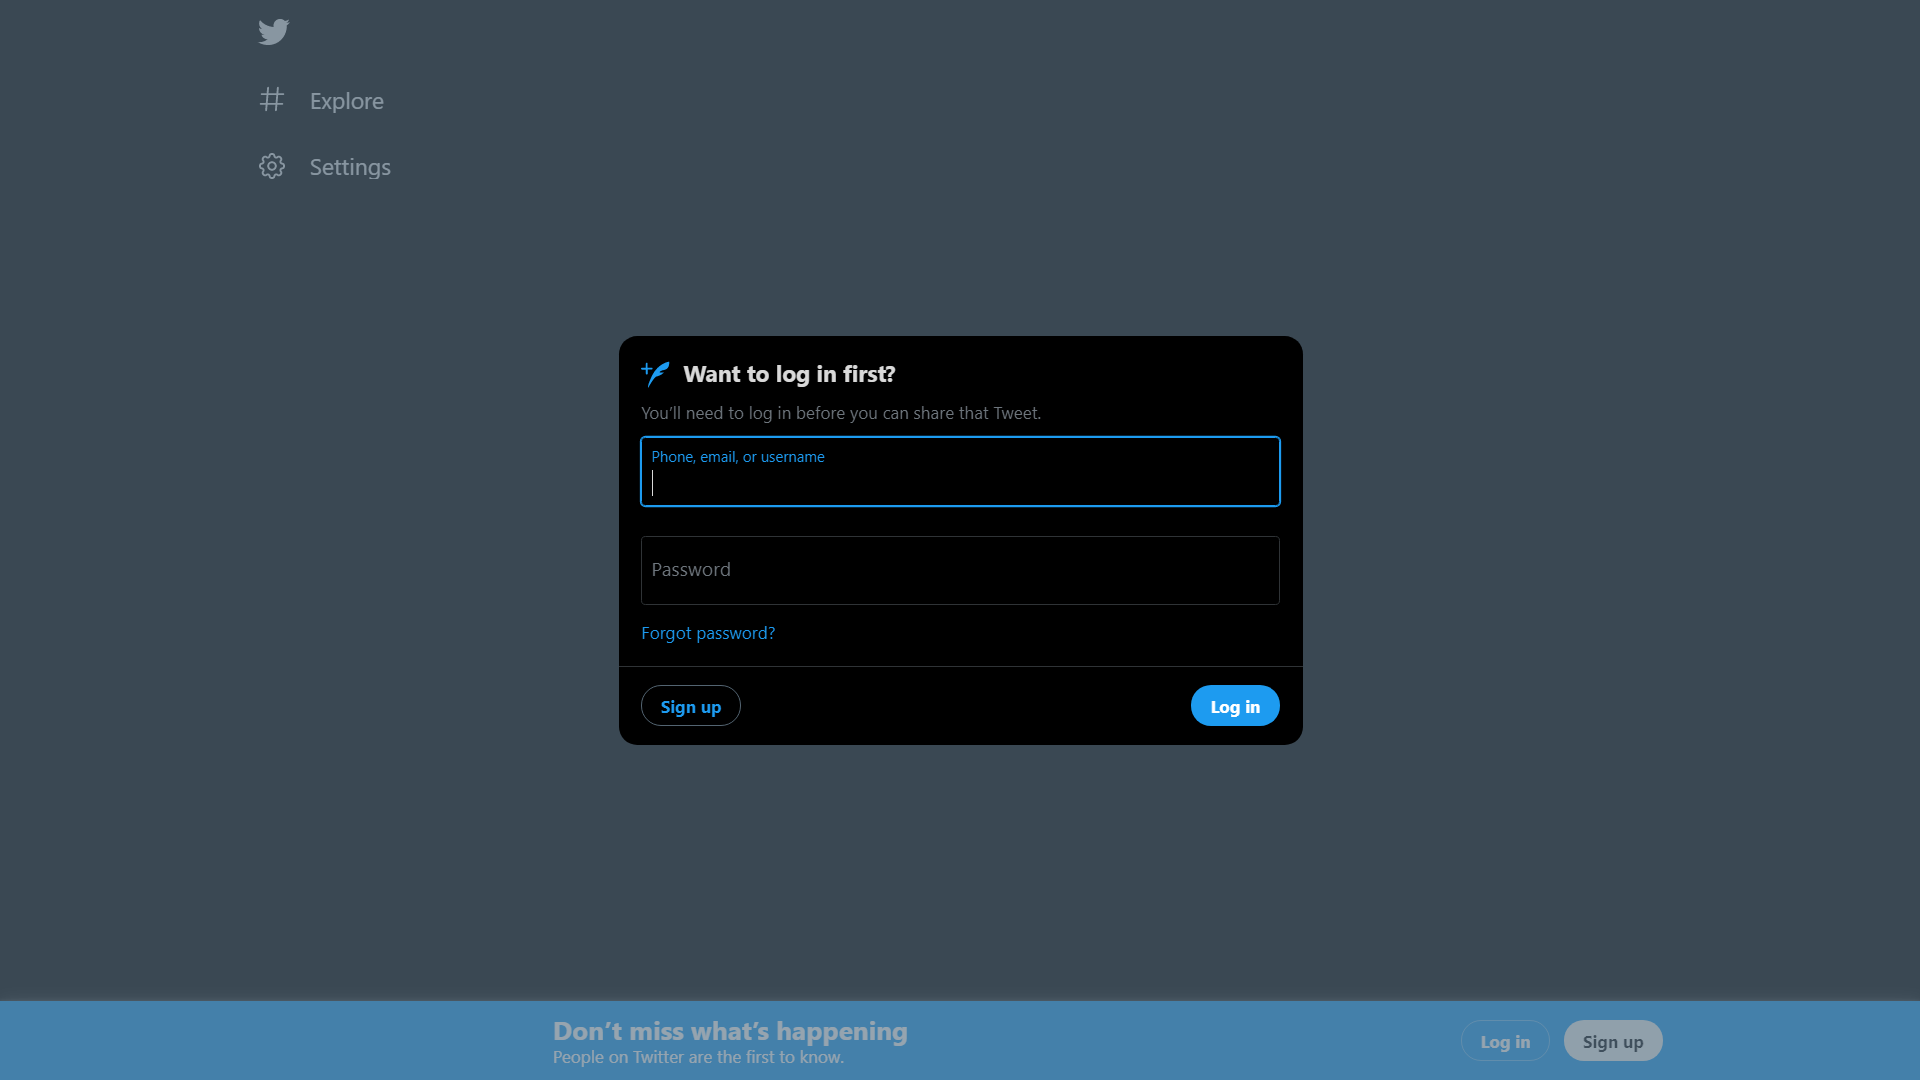 Explore
Settings
Want to log in first?
You’ll need to log in before you can share that Tweet.
Phone, email, or username
Password
Forgot password?
Sign up
Log in
Don’t miss what’s happening
People on Twitter are the first to know.
Log in
Sign up